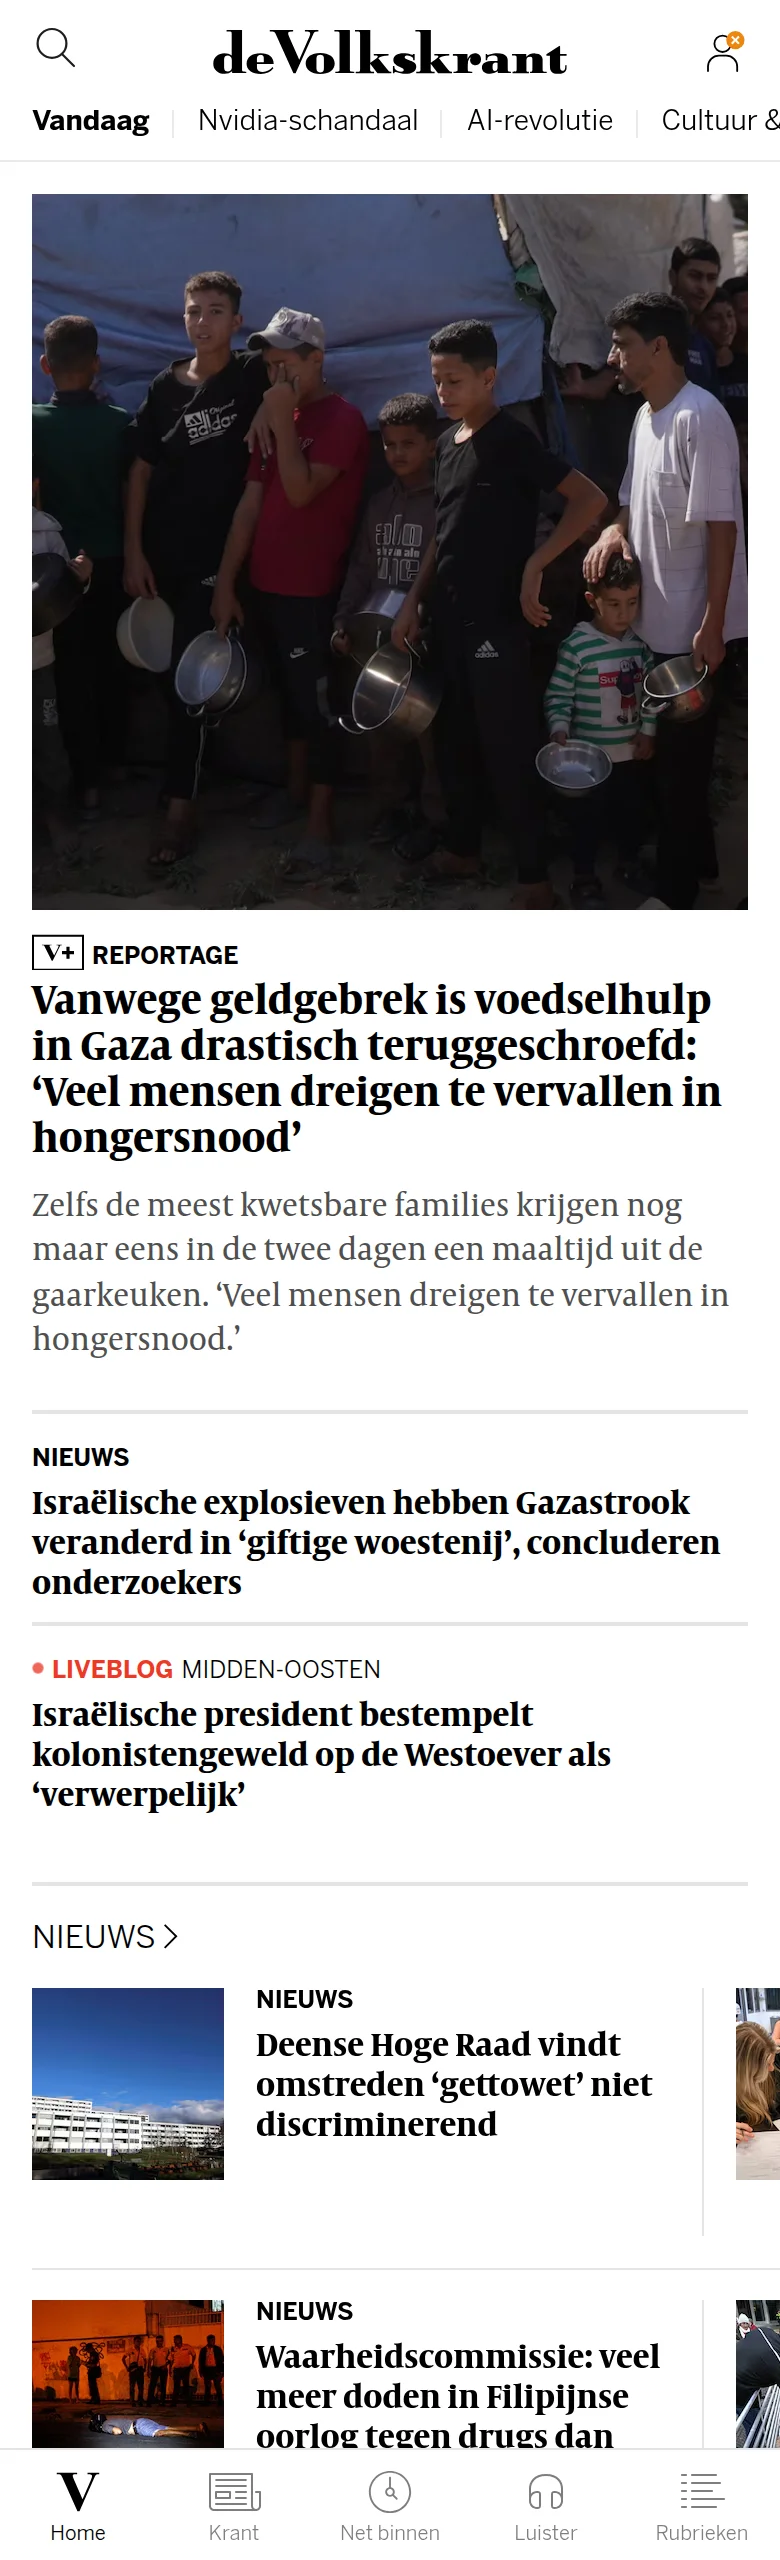 deVolkskrant
Vandaag
Nvidia-schandaal
AI-revolutie
Cultuur &
Original
adidas
adidas
Sup
V+ REPORTAGE
Vanwege geldgebrek is voedselhulp
in Gaza drastisch teruggeschroefd:
‘Veel mensen dreigen te vervallen in
hongersnood’
Zelfs de meest kwetsbare families krijgen nog
maar eens in de twee dagen een maaltijd uit de
gaarkeuken. ‘Veel mensen dreigen te vervallen in
hongersnood.’
NIEUWS
Israëlische explosieven hebben Gazastrook
veranderd in ‘giftige woestenij’, concluderen
onderzoekers
LIVEBLOG MIDDEN-OOSTEN
Israëlische president bestempelt
kolonistengeweld op de Westoever als
‘verwerpelijk’
NIEUWS
NIEUWS
Deense Hoge Raad vindt
omstreden ‘gettowet’ niet
discriminerend
NIEUWS
Waarheidscommissie: veel
meer doden in Filipijnse
oorlog tegen drugs dan
V
Home
Krant
Net binnen
Luister
Rubrieken